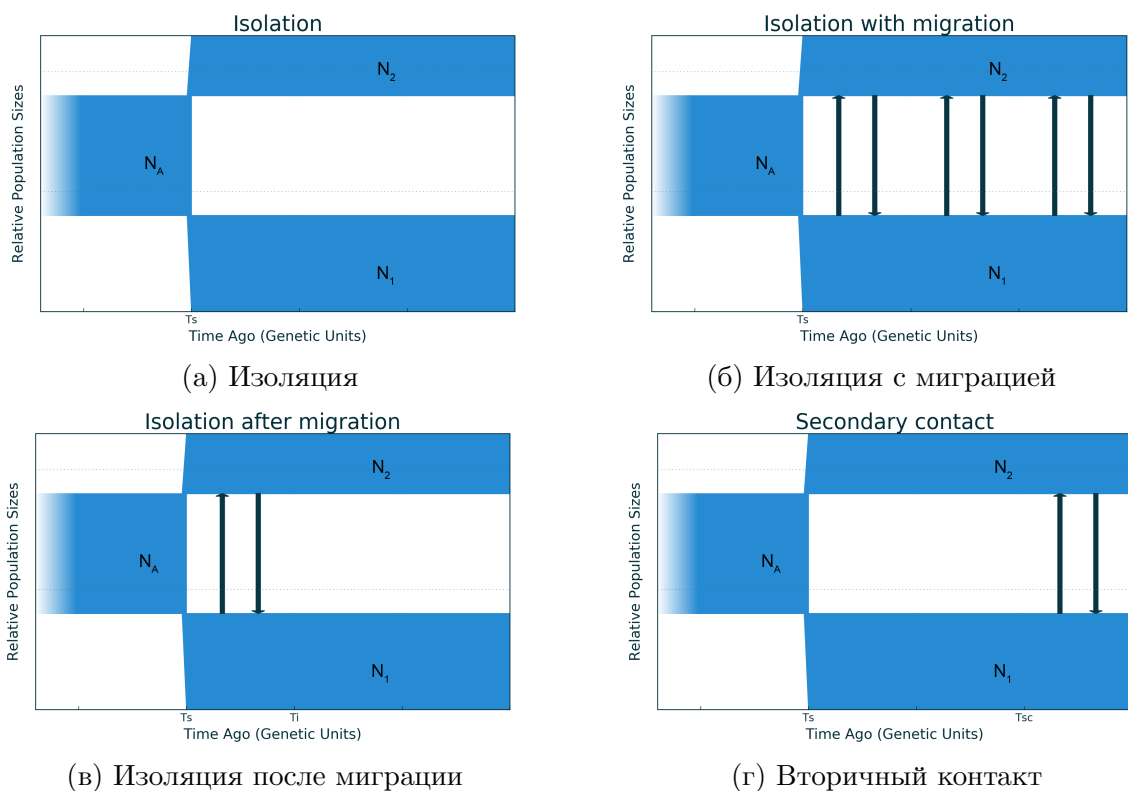 Isolation
Relative Population Sizes
N2
NA
N1
Ts
Time Ago (Genetic Units)
(а) Изоляция
Isolation with migration
Relative Population Sizes
N2
NA
N1
Ts
Time Ago (Genetic Units)
(б) Изоляция с миграцией
Isolation after migration
Relative Population Sizes
N2
NA
N1
Ts Ti
Time Ago (Genetic Units)
(в) Изоляция после миграции
Secondary contact
Relative Population Sizes
N2
NA
N1
Ts Tsc
Time Ago (Genetic Units)
(г) Вторичный контакт